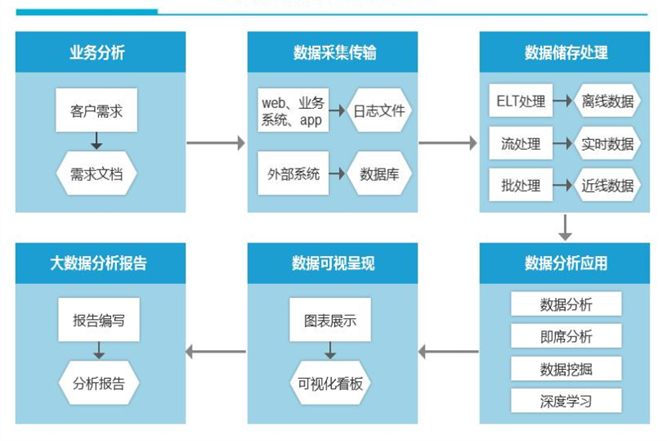 业务分析
客户需求
需求文档
数据采集传输
web、业务
系统、app
日志文件
外部系统
数据库
数据储存处理
ELT处理
离线数据
流处理
实时数据
批处理
近线数据
数据分析应用
数据分析
即席分析
数据挖掘
深度学习
数据可视呈现
图表展示
可视化看板
大数据分析报告
报告编写
分析报告